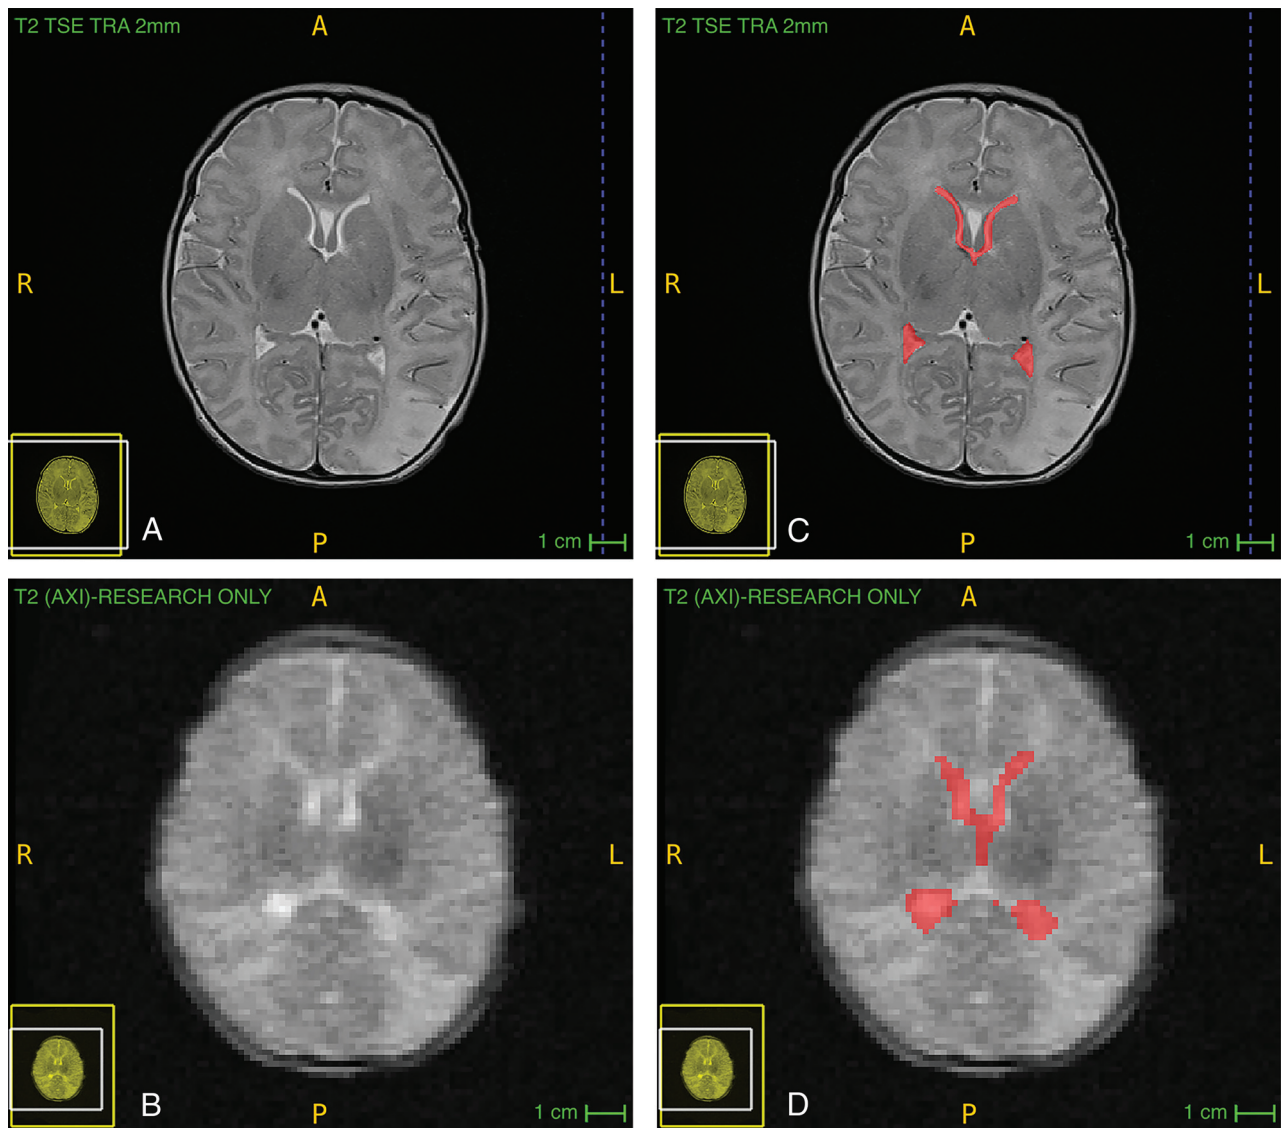 T2 TSE TRA 2mm
A
R
L
P
A
1 cm
T2 TSE TRA 2mm
A
R
L
P
C
1 cm
T2 (AXI)-RESEARCH ONLY
A
R
L
P
B
1 cm
T2 (AXI)-RESEARCH ONLY
A
R
L
P
D
1 cm